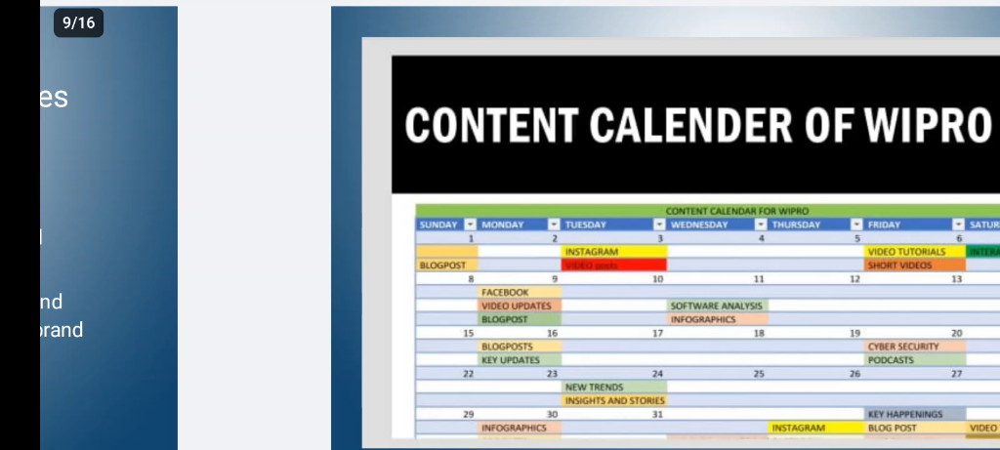 9/16
es
nd
brand
CONTENT CALENDER OF WIPRO
CONTENT CALENDAR FOR WIPRO
SUNDAY MONDAY TUESDAY WEDNESDAY THURSDAY FRIDAY SATUR
1 2 3 4 5 6
INSTAGRAM VIDEO TUTORIALS INTERA
BLOGPOST VIDEO posts SHORT VIDEOS
8 9 10 11 12 13
FACEBOOK
VIDEO UPDATES SOFTWARE ANALYSIS
BLOGPOST INFOGRAPHICS
15 16 17 18 19 20
BLOGPOSTS CYBER SECURITY
KEY UPDATES PODCASTS
22 23 24 25 26 27
NEW TRENDS
INSIGHTS AND STORIES
29 30 31 KEY HAPPENINGS
INFOGRAPHICS INSTAGRAM BLOG POST VIDEO